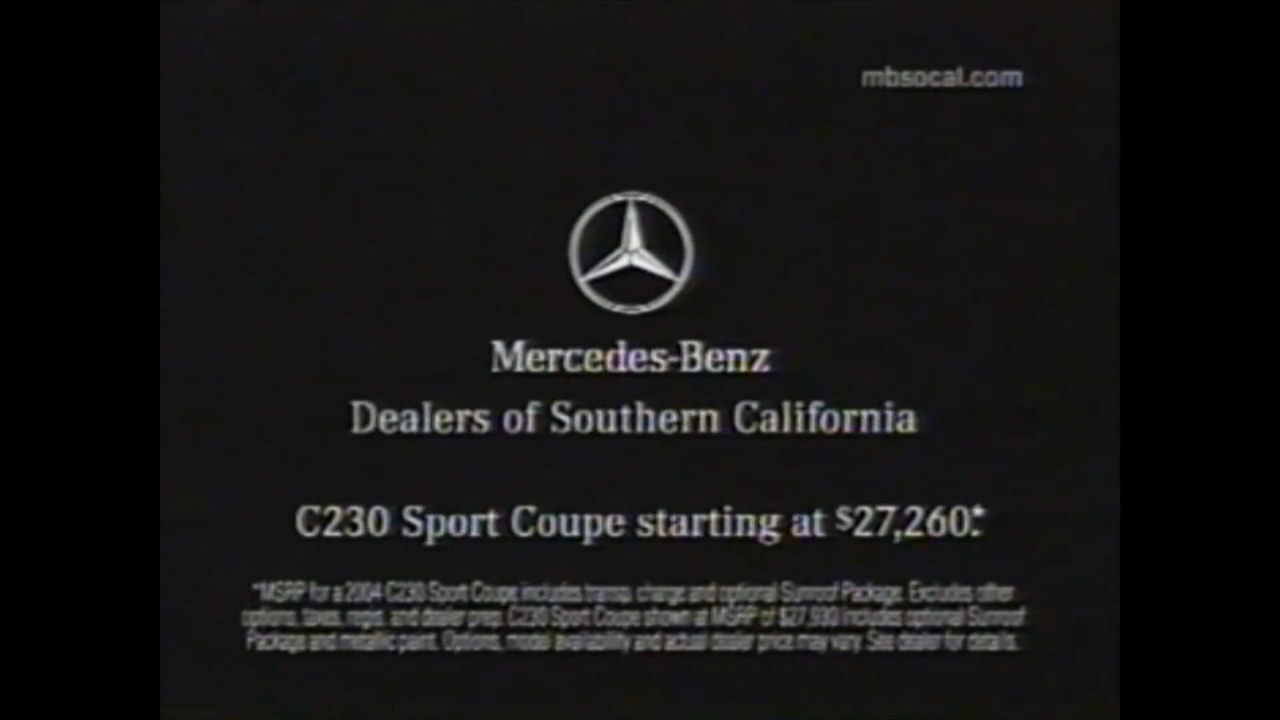 mbsocal.com
Mercedes-Benz
Dealers of Southern California
C230 Sport Coupe starting at $27,260.*
*MSRP for a 2004 C230 Sport Coupe includes transp. charge and optional Sunroof Package. Excludes other
options, taxes, regis. and dealer prep. C230 Sport Coupe shown at MSRP of $27,930 includes optional Sunroof
Package and metallic paint. Options, model availability and actual dealer price may vary. See dealer for details.